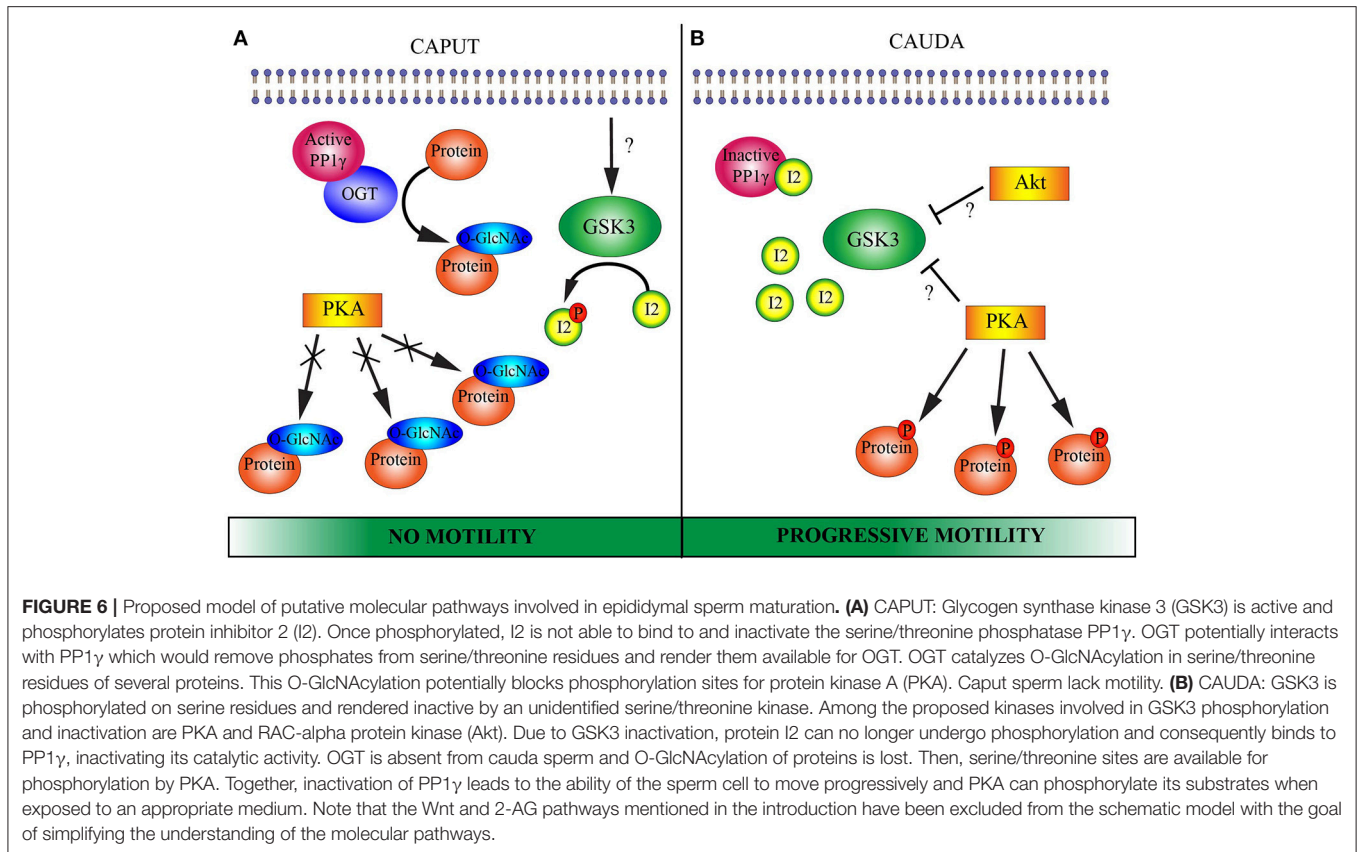 A
CAPUT
Active
PP1γ
OGT
Protein
O-GlcNAc
Protein
?
GSK3
I2
P
I2
PKA
O-GlcNAc
Protein
O-GlcNAc
Protein
O-GlcNAc
Protein
NO MOTILITY
B
CAUDA
Inactive
PP1γ
I2
Akt
?
GSK3
I2
I2
I2
?
PKA
P
Protein
P
Protein
P
Protein
PROGRESSIVE MOTILITY
FIGURE 6 | Proposed model of putative molecular pathways involved in epididymal sperm maturation. (A) CAPUT: Glycogen synthase kinase 3 (GSK3) is active and
phosphorylates protein inhibitor 2 (I2). Once phosphorylated, I2 is not able to bind to and inactivate the serine/threonine phosphatase PP1γ. OGT potentially interacts
with PP1γ which would remove phosphates from serine/threonine residues and render them available for OGT. OGT catalyzes O-GlcNAcylation in serine/threonine
residues of several proteins. This O-GlcNAcylation potentially blocks phosphorylation sites for protein kinase A (PKA). Caput sperm lack motility. (B) CAUDA: GSK3 is
phosphorylated on serine residues and rendered inactive by an unidentified serine/threonine kinase. Among the proposed kinases involved in GSK3 phosphorylation
and inactivation are PKA and RAC-alpha protein kinase (Akt). Due to GSK3 inactivation, protein I2 can no longer undergo phosphorylation and consequently binds to
PP1γ, inactivating its catalytic activity. OGT is absent from cauda sperm and O-GlcNAcylation of proteins is lost. Then, serine/threonine sites are available for
phosphorylation by PKA. Together, inactivation of PP1γ leads to the ability of the sperm cell to move progressively and PKA can phosphorylate its substrates when
exposed to an appropriate medium. Note that the Wnt and 2-AG pathways mentioned in the introduction have been excluded from the schematic model with the goal
of simplifying the understanding of the molecular pathways.